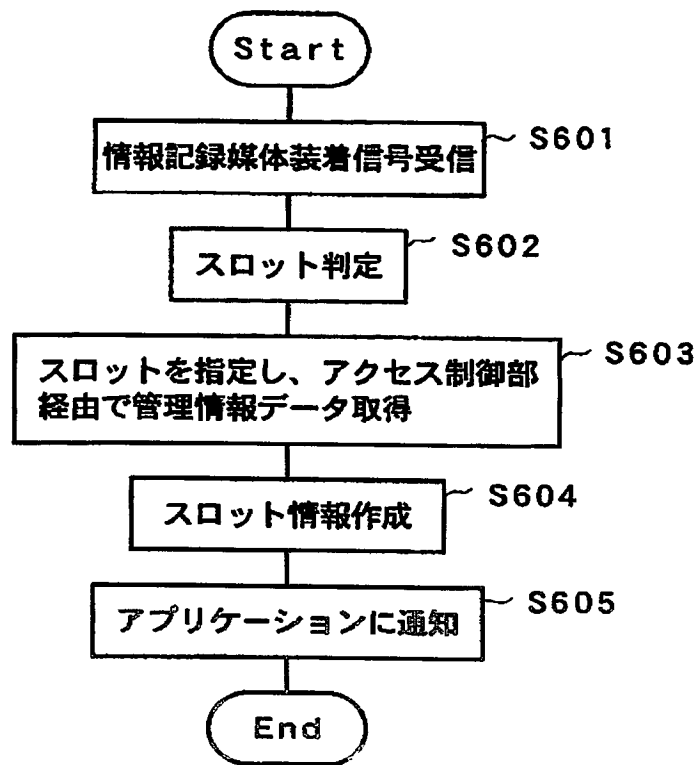 Start
情報記録媒体装着信号受信
S601
スロット判定
S602
スロットを指定し、アクセス制御部
経由で管理情報データ取得
S603
スロット情報作成
S604
アプリケーションに通知
S605
End